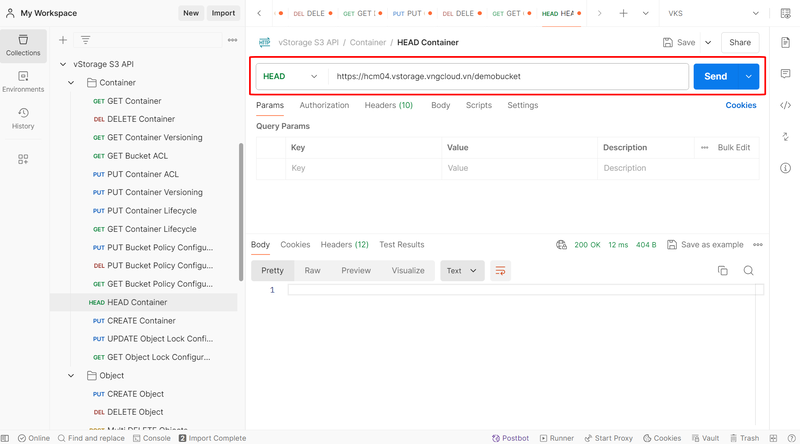 My Workspace
New
Import
DELE
GET I
PUT
DELE
GET
HEAD HEA
VKS
Collections
Environments
History
vStorage S3 API
Container
GET GET Container
DEL DELETE Container
GET GET Container Versioning
GET GET Bucket ACL
PUT PUT Container ACL
PUT PUT Container Versioning
PUT PUT Container Lifecycle
GET GET Container Lifecycle
PUT PUT Bucket Policy Configu...
DEL PUT Bucket Policy Configu...
GET GET Bucket Policy Configu...
HEAD HEAD Container
PUT CREATE Container
PUT UPDATE Object Lock Confi...
GET GET Object Lock Configur...
Object
PUT CREATE Object
DEL DELETE Object
POST Multi DELETE Objects
HTTP vStorage S3 API / Container / HEAD Container
Save
Share
HEAD
https://hcm04.vstorage.vngcloud.vn/demobucket
Send
Params Authorization Headers (10) Body Scripts Settings Cookies
Query Params
Key Value Description ••• Bulk Edit
Key Value Description
Body Cookies Headers (12) Test Results
200 OK 12 ms 404 B Save as example •••
Pretty Raw Preview Visualize Text
1
Online Find and replace Console Import Complete
Postbot Runner Start Proxy Cookies Vault Trash